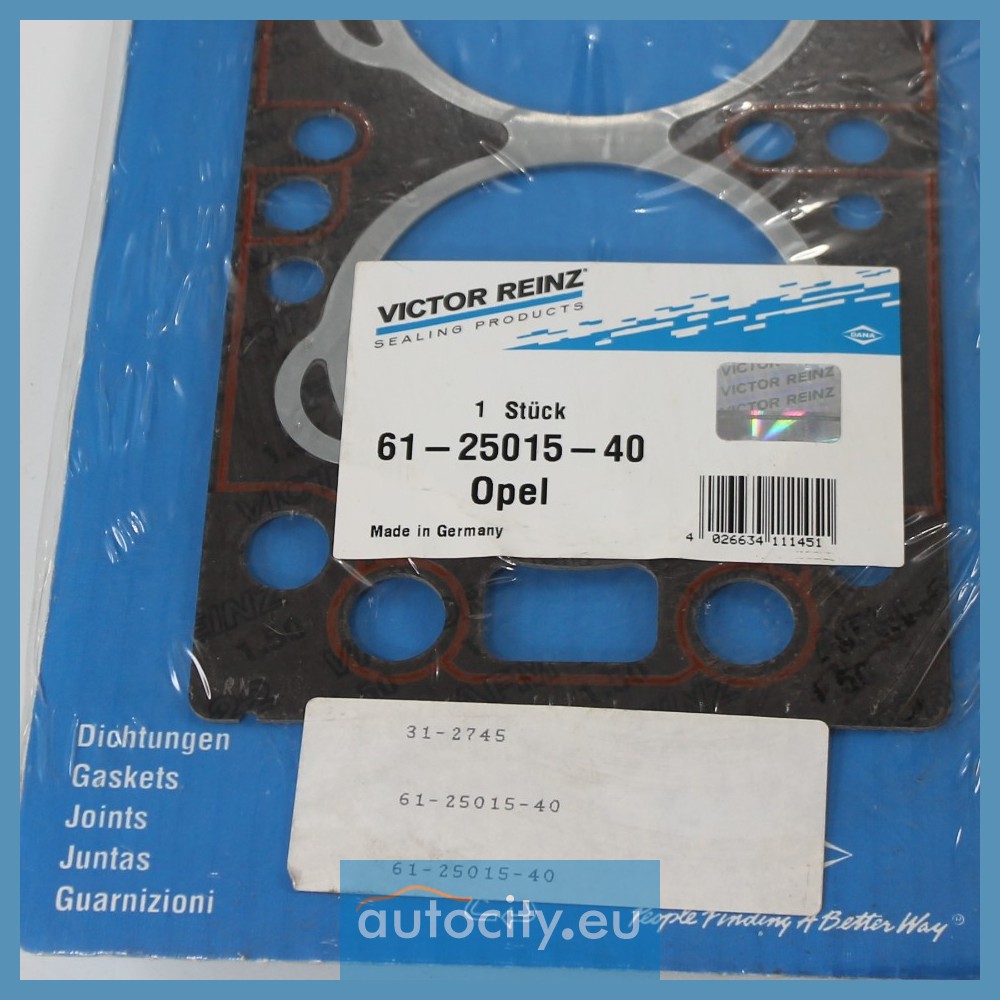 VICTOR REINZ
SEALING PRODUCTS
DANA
VICTOR REINZ
VICTOR REINZ
VICTOR REINZ
1 Stück
61-25015-40
Opel
Made in Germany
4 026634 111451
REINZ
31-2745
61-25015-40
61-25015-40
Dichtungen
Gaskets
Joints
Juntas
Guarnizioni
People Finding A Better Way
autocity.eu